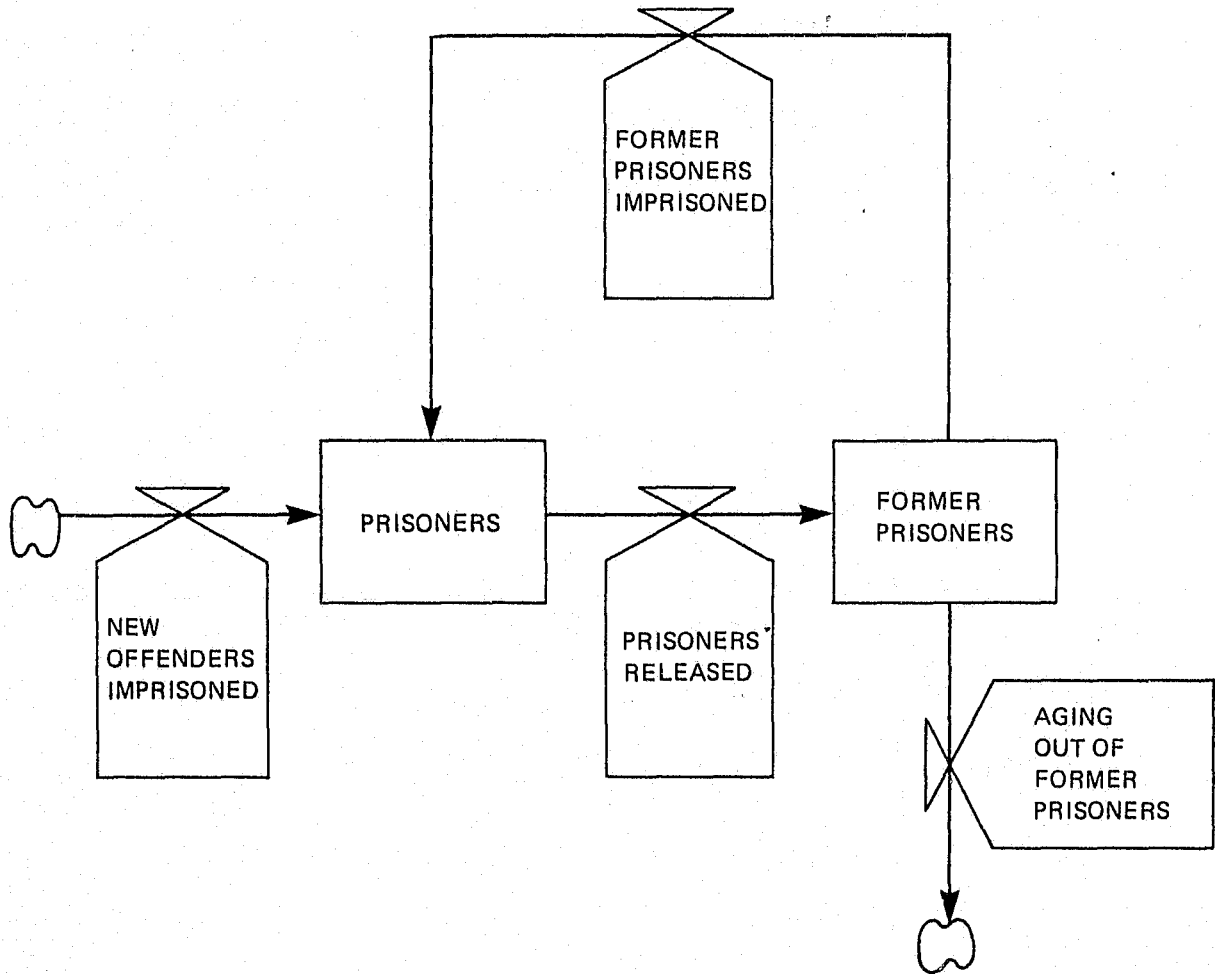 FORMER
PRISONERS
IMPRISONED
PRISONERS
FORMER
PRISONERS
NEW
OFFENDERS
IMPRISONED
PRISONERS
RELEASED
AGING
OUT OF
FORMER
PRISONERS